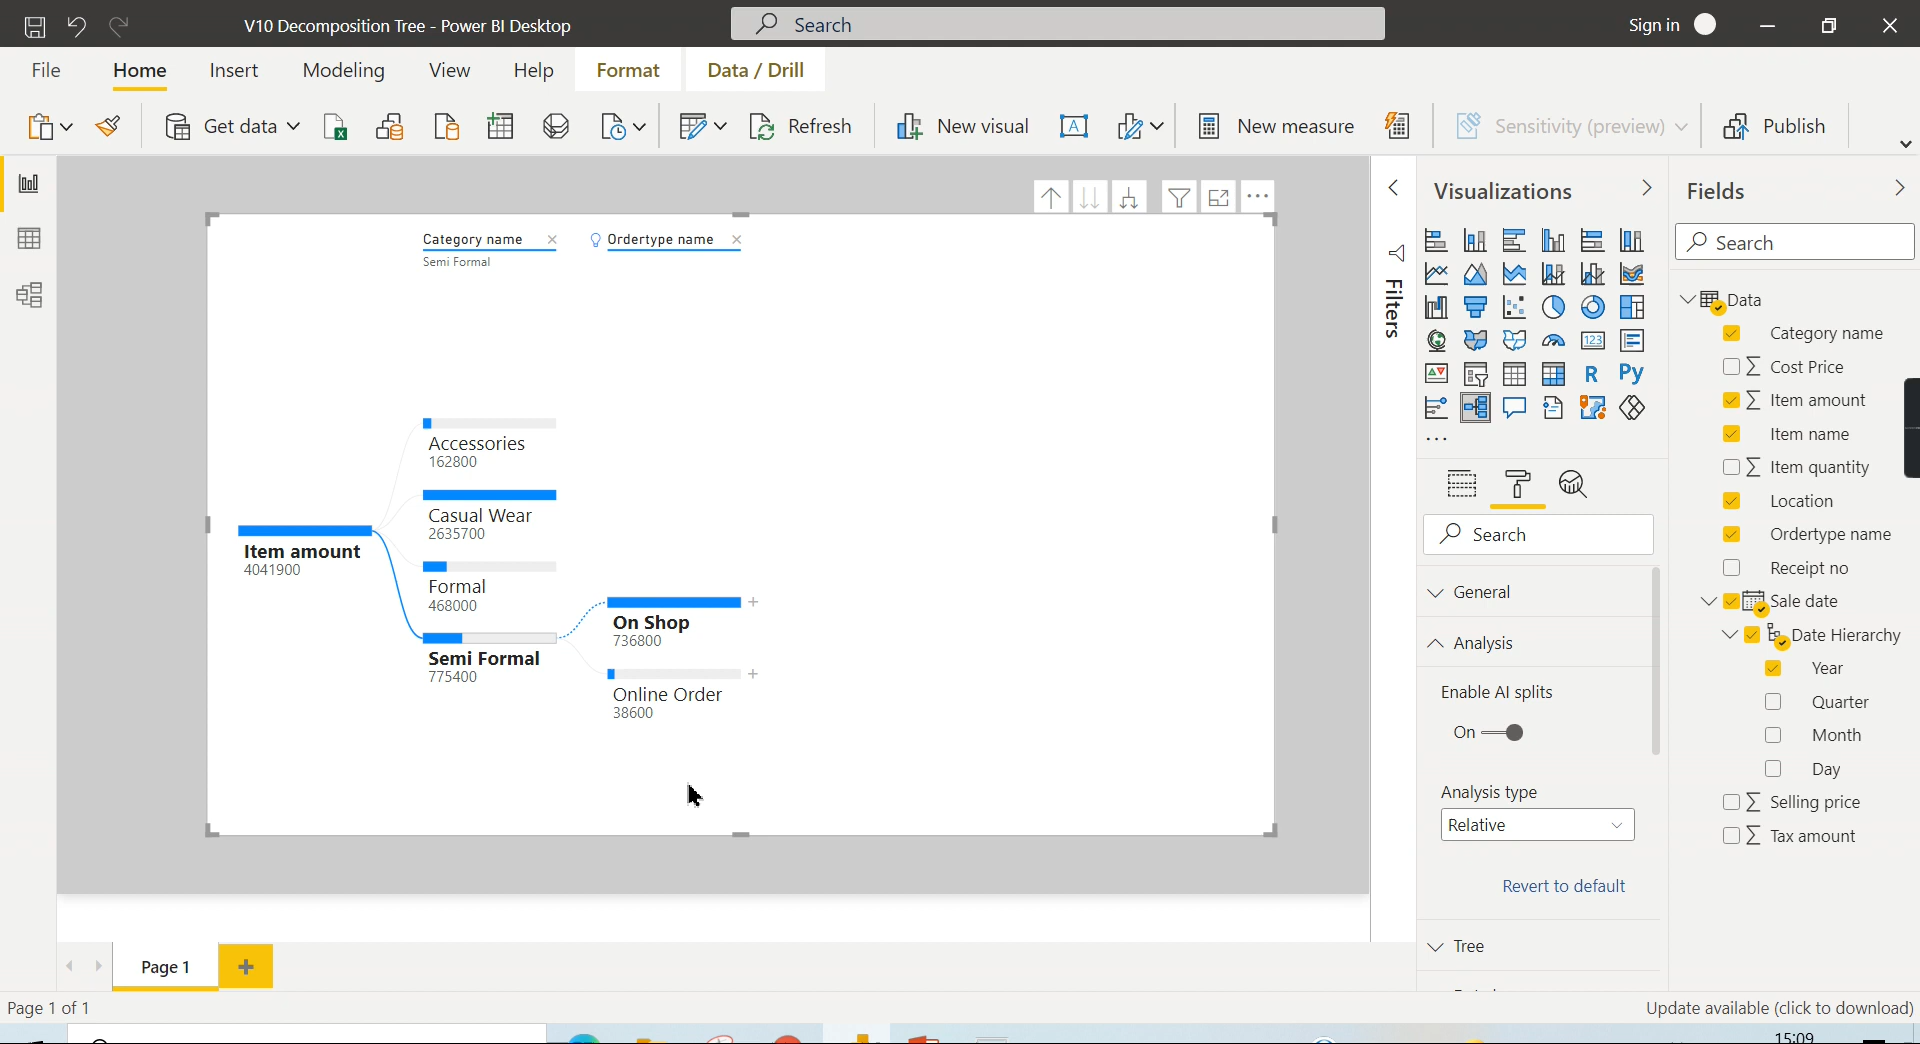 V10 Decomposition Tree - Power BI Desktop
Search
Sign in
File Home Insert Modeling View Help Format Data / Drill
Get data Refresh New visual A New measure Sensitivity (preview) Publish
Category name
Semi Formal
Ordertype name
Item amount
4041900
Accessories
162800
Casual Wear
2635700
Formal
468000
Semi Formal
775400
On Shop
736800
Online Order
38600
Filters
Visualizations
123
R Py
Search
General
Analysis
Enable AI splits
On
Analysis type
Relative
Revert to default
Tree
Fields
Search
Data
Category name
Cost Price
Item amount
Item name
Item quantity
Location
Ordertype name
Receipt no
Sale date
Date Hierarchy
Year
Quarter
Month
Day
Selling price
Tax amount
Page 1
Page 1 of 1
Update available (click to download)
15:09